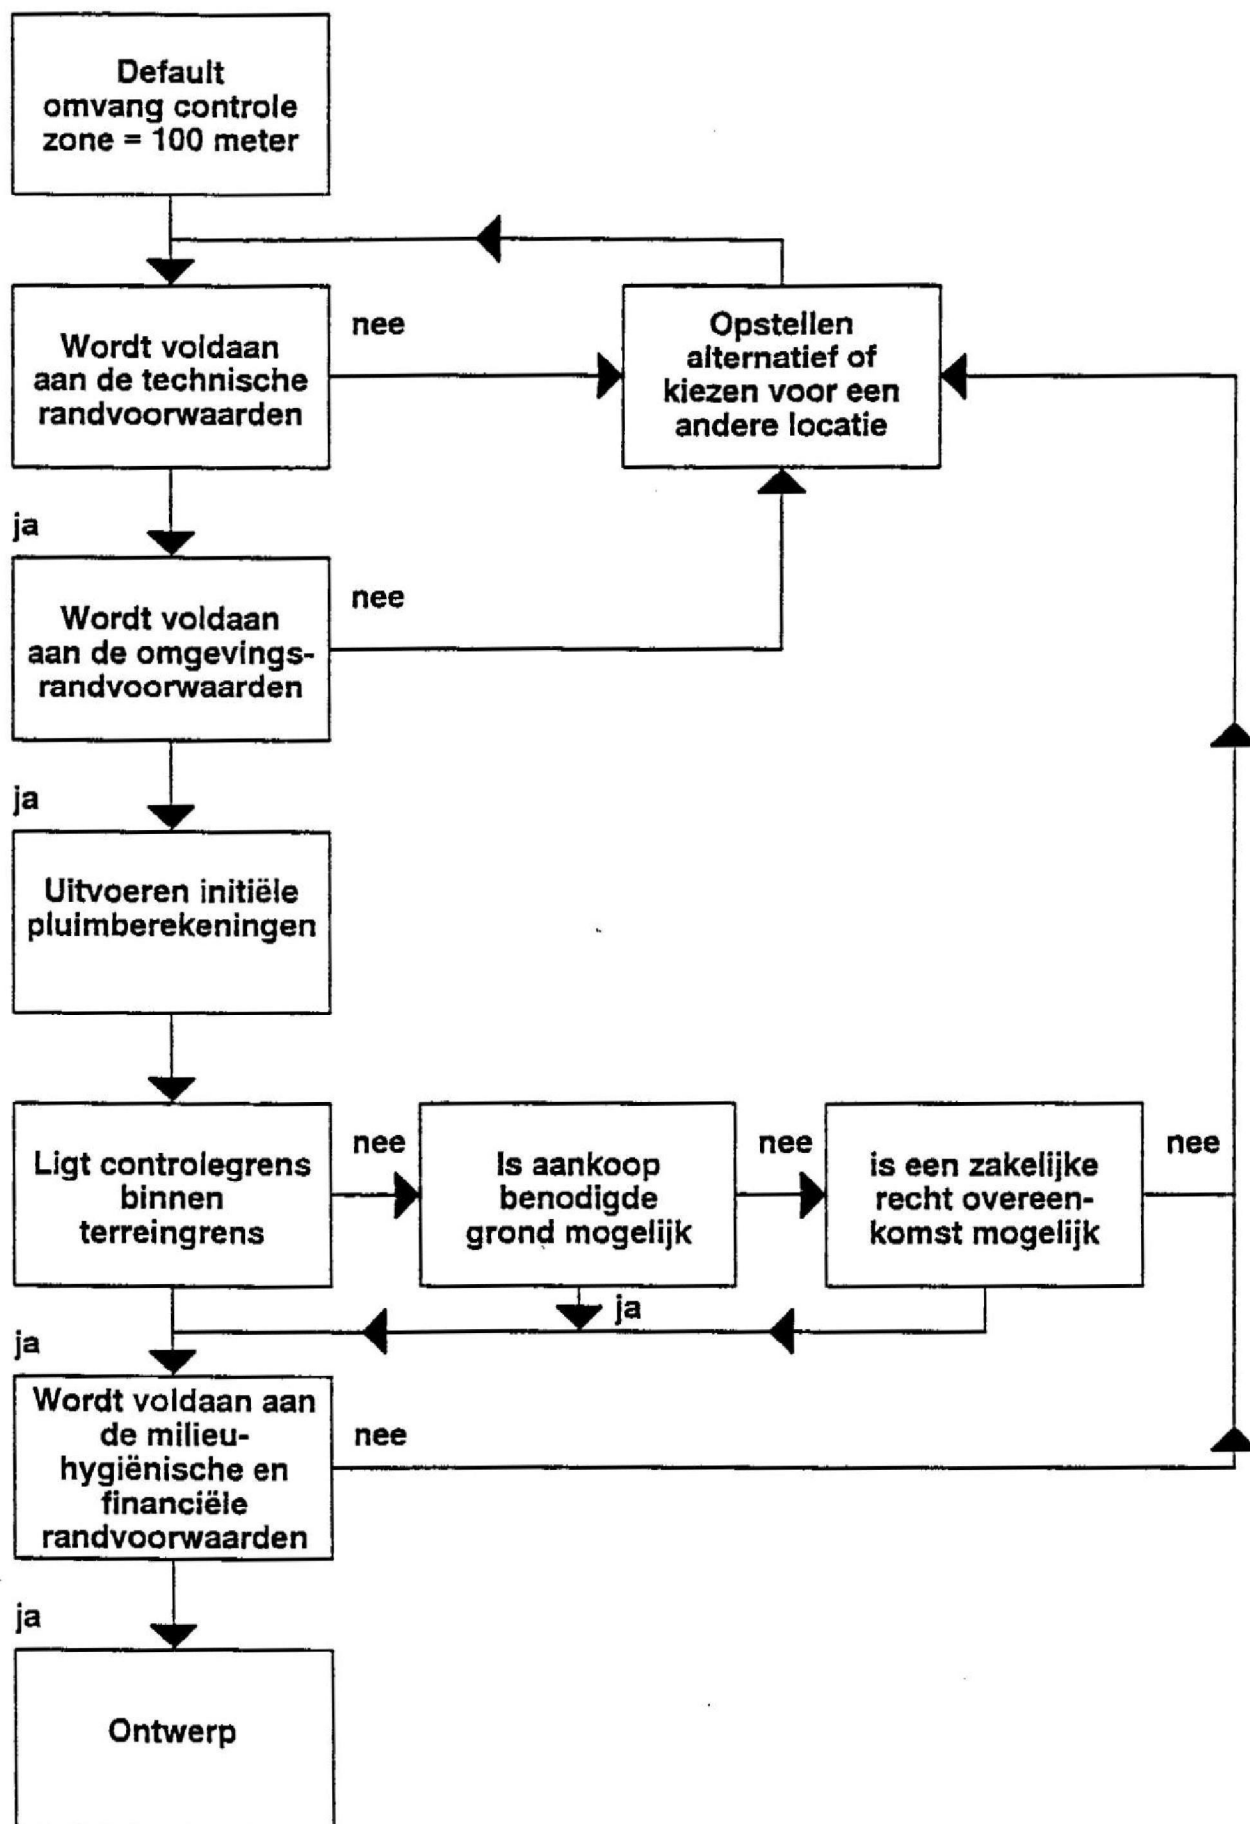 Default
omvang controle
zone = 100 meter
Wordt voldaan
aan de technische
randvoorwaarden
nee
Opstellen
alternatief of
kiezen voor een
andere locatie
ja
Wordt voldaan
aan de omgevings-
randvoorwaarden
nee
ja
Uitvoeren initiële
pluimberekeningen
Ligt controlegrens
binnen
terreingrens
nee
Is aankoop
benodigde
grond mogelijk
nee
is een zakelijke
recht overeen-
komst mogelijk
nee
ja
ja
Wordt voldaan aan
de milieu-
hygiënische en
financiële
randvoorwaarden
nee
ja
Ontwerp